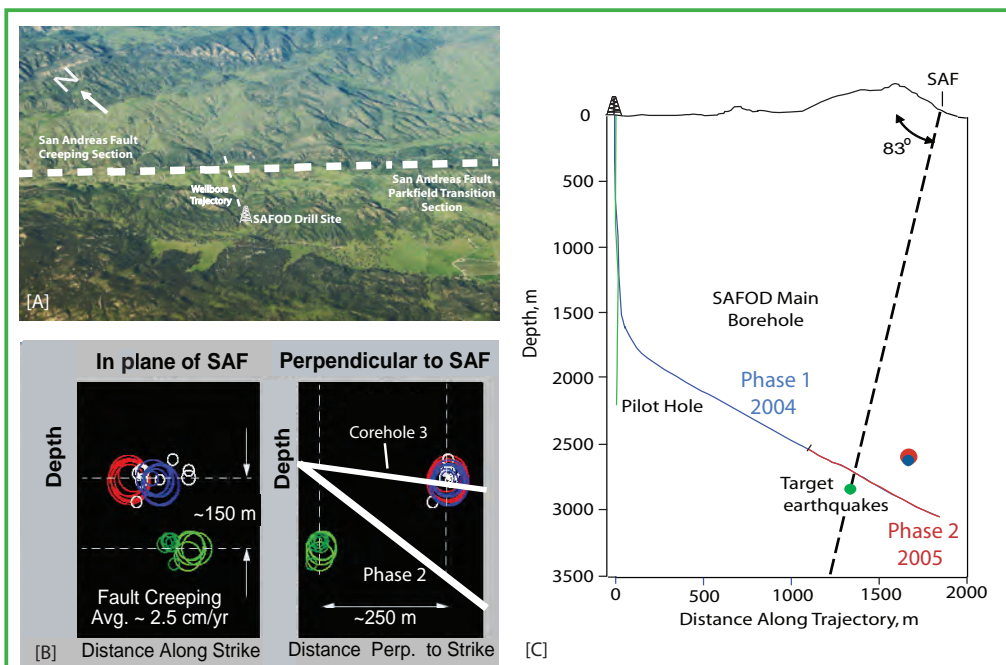 N
San Andreas Fault
Creeping Section
Wellbore
Trajectory
SAFOD Drill Site
San Andreas Fault
Parkfield Transition
Section
[A]
In plane of SAF
Perpendicular to SAF
Depth
~150 m
Fault Creeping
Avg. ~ 2.5 cm/yr
Distance Along Strike
[B]
Depth
Corehole 3
Phase 2
~250 m
Distance Perp. to Strike
SAF
83°
0
500
1000
1500
2000
2500
3000
3500
Depth, m
SAFOD Main
Borehole
Phase 1
2004
Pilot Hole
Target
earthquakes
Phase 2
2005
0
500
1000
1500
2000
Distance Along Trajectory, m
[C]